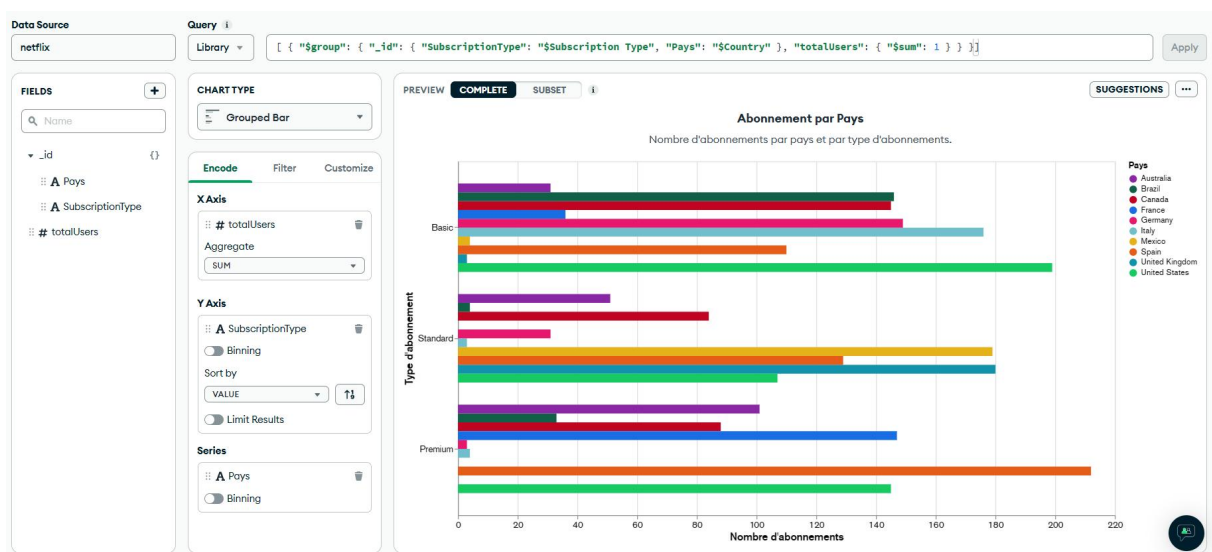 Data Source
netflix
Query i
Library
[ { "$group": { "_id": { "SubscriptionType": "$Subscription Type", "Pays": "$Country" }, "totalUsers": { "$sum": 1 } } }]
Apply
FIELDS
+
Name
_id {}
A Pays
A SubscriptionType
# totalUsers
CHART TYPE
Grouped Bar
Encode Filter Customize
X Axis
# totalUsers
Aggregate
SUM
Y Axis
A SubscriptionType
Binning
Sort by
VALUE
Limit Results
Series
A Pays
Binning
PREVIEW COMPLETE SUBSET i
SUGGESTIONS ...
Abonnement par Pays
Nombre d'abonnements par pays et par type d'abonnements.
Type d'abonnement
Basic
Standard
Premium
0 20 40 60 80 100 120 140 160 180 200 220
Nombre d'abonnements
Pays
Australia
Brazil
Canada
France
Germany
Italy
Mexico
Spain
United Kingdom
United States